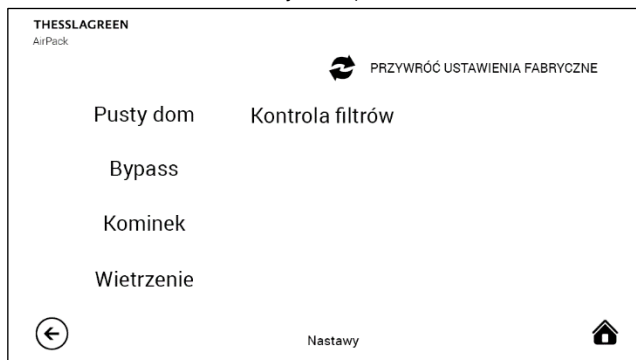 THESSLAGREEN
AirPack
PRZYWRÓĆ USTAWIENIA FABRYCZNE
Pusty dom
Kontrola filtrów
Bypass
Kominek
Wietrzenie
Nastawy